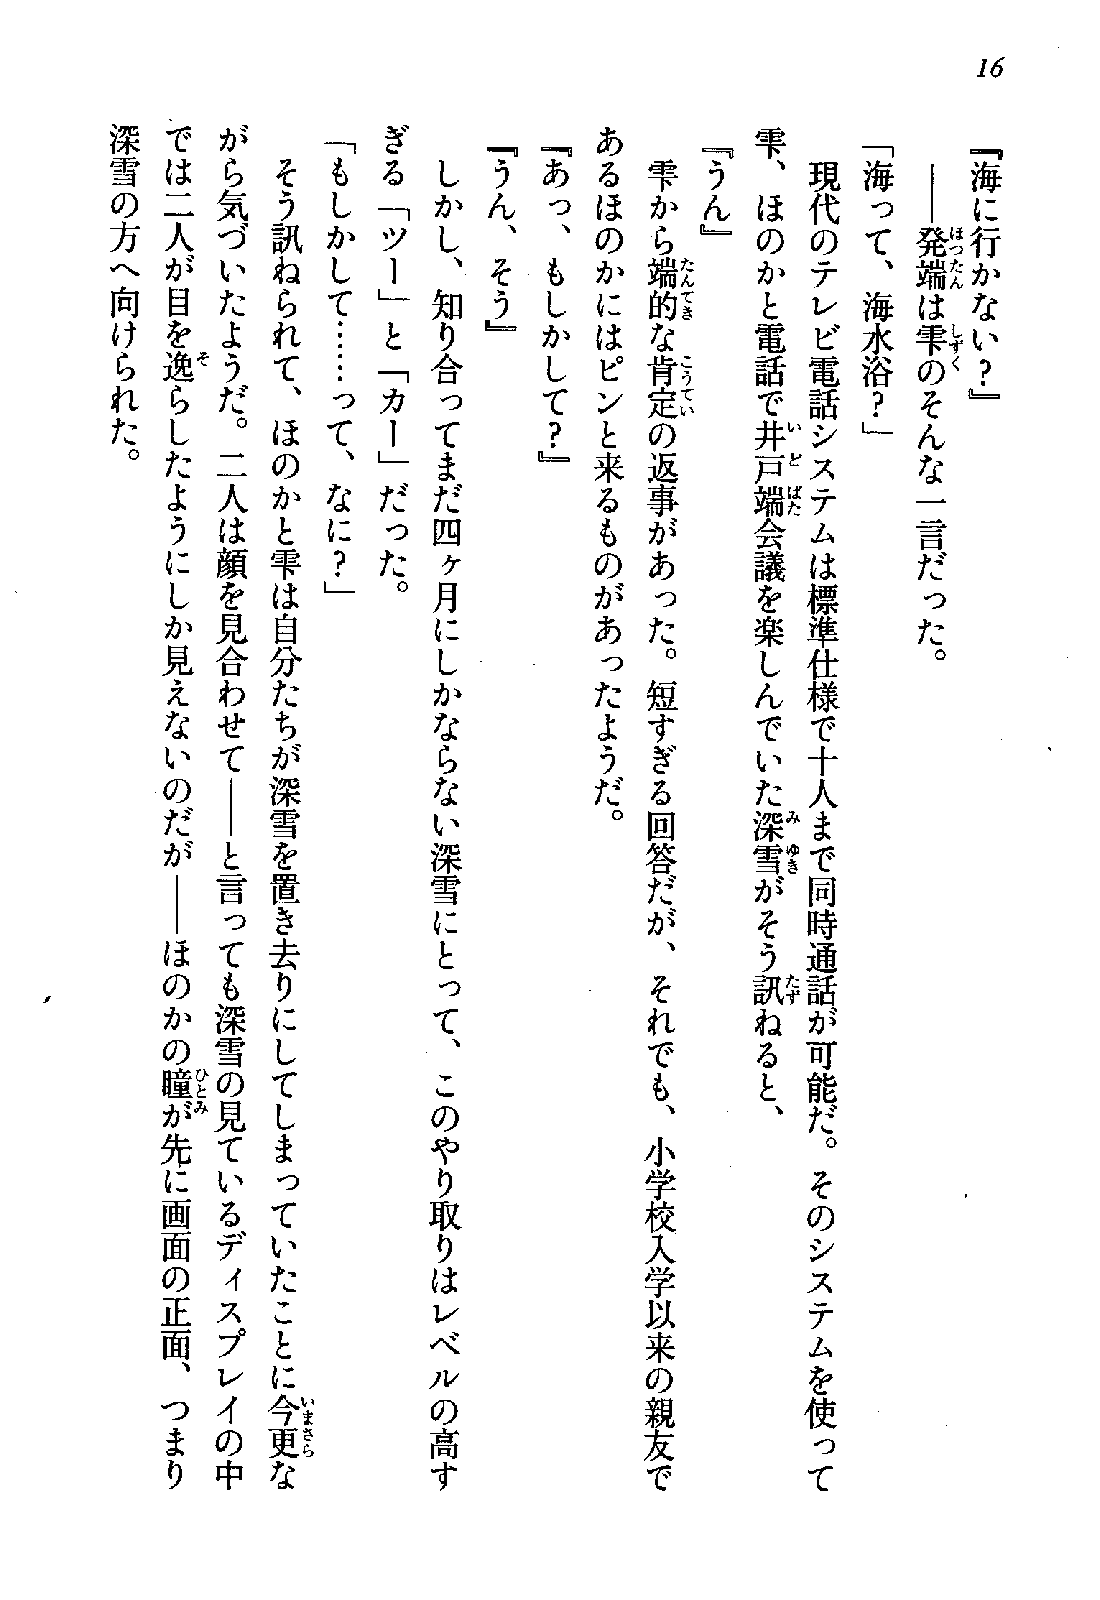 16
『海に行かない?』
――発端は雫のそんな一言だった。
「海って、海水浴?」
現代のテレビ電話システムは標準仕様で十人まで同時通話が可能だ。そのシステムを使って
雫、ほのかと電話で井戸端会議を楽しんでいた深雪がそう訊ねると、
『うん』
雫から端的な肯定の返事があった。短すぎる回答だが、それでも、小学校入学以来の親友で
あるほのかにはピンと来るものがあったようだ。
『あっ、もしかして?』
『うん、そう』
しかし、知り合ってまだ四ヶ月にしかならない深雪にとって、このやり取りはレベルの高す
ぎる「ツー」と「カー」だった。
「もしかして……って、なに?」
そう訊ねられて、ほのかと雫は自分たちが深雪を置き去りにしてしまっていたことに今更な
がら気づいたようだ。二人は顔を見合わせて――と言っても深雪の見ているディスプレイの中
では二人が目を逸らしたようにしか見えないのだが――ほのかの瞳が先に画面の正面、つまり
深雪の方へ向けられた。